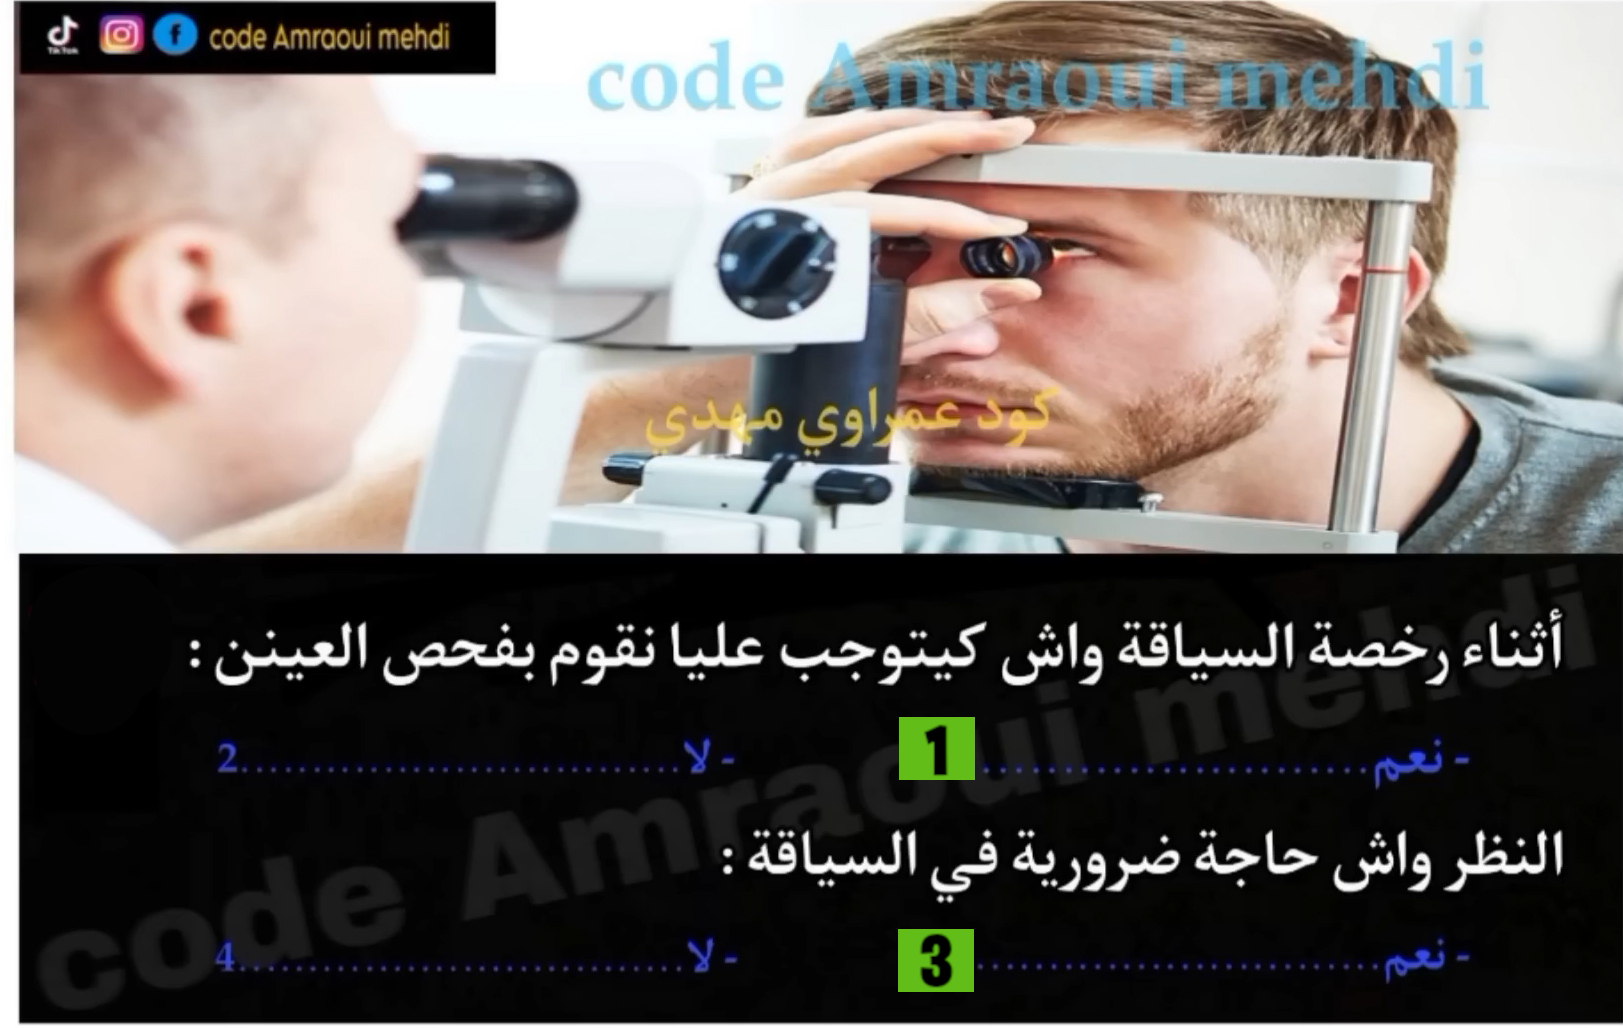 TikTok code Amraoui mehdi
code Amraoui mehdi
كود عمراوي مهدي
أثناء رخصة السياقة واش كيتوجب عليا نقوم بفحص العينن :
- نعم 1 - لا 2
النظر واش حاجة ضرورية في السياقة :
- نعم 3 - لا 4
code Amraoui mehdi